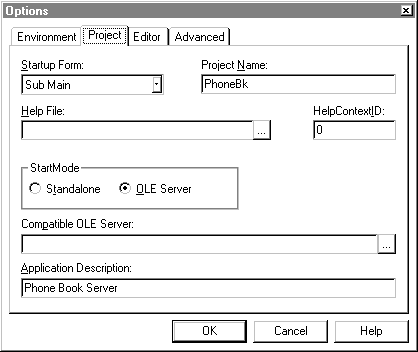 Options
Environment Project Editor Advanced
Startup Form: Project Name:
Sub Main PhoneBk
Help File: HelpContextID:
... 0
StartMode
Standalone OLE Server
Compatible OLE Server:
...
Application Description:
Phone Book Server
OK Cancel Help